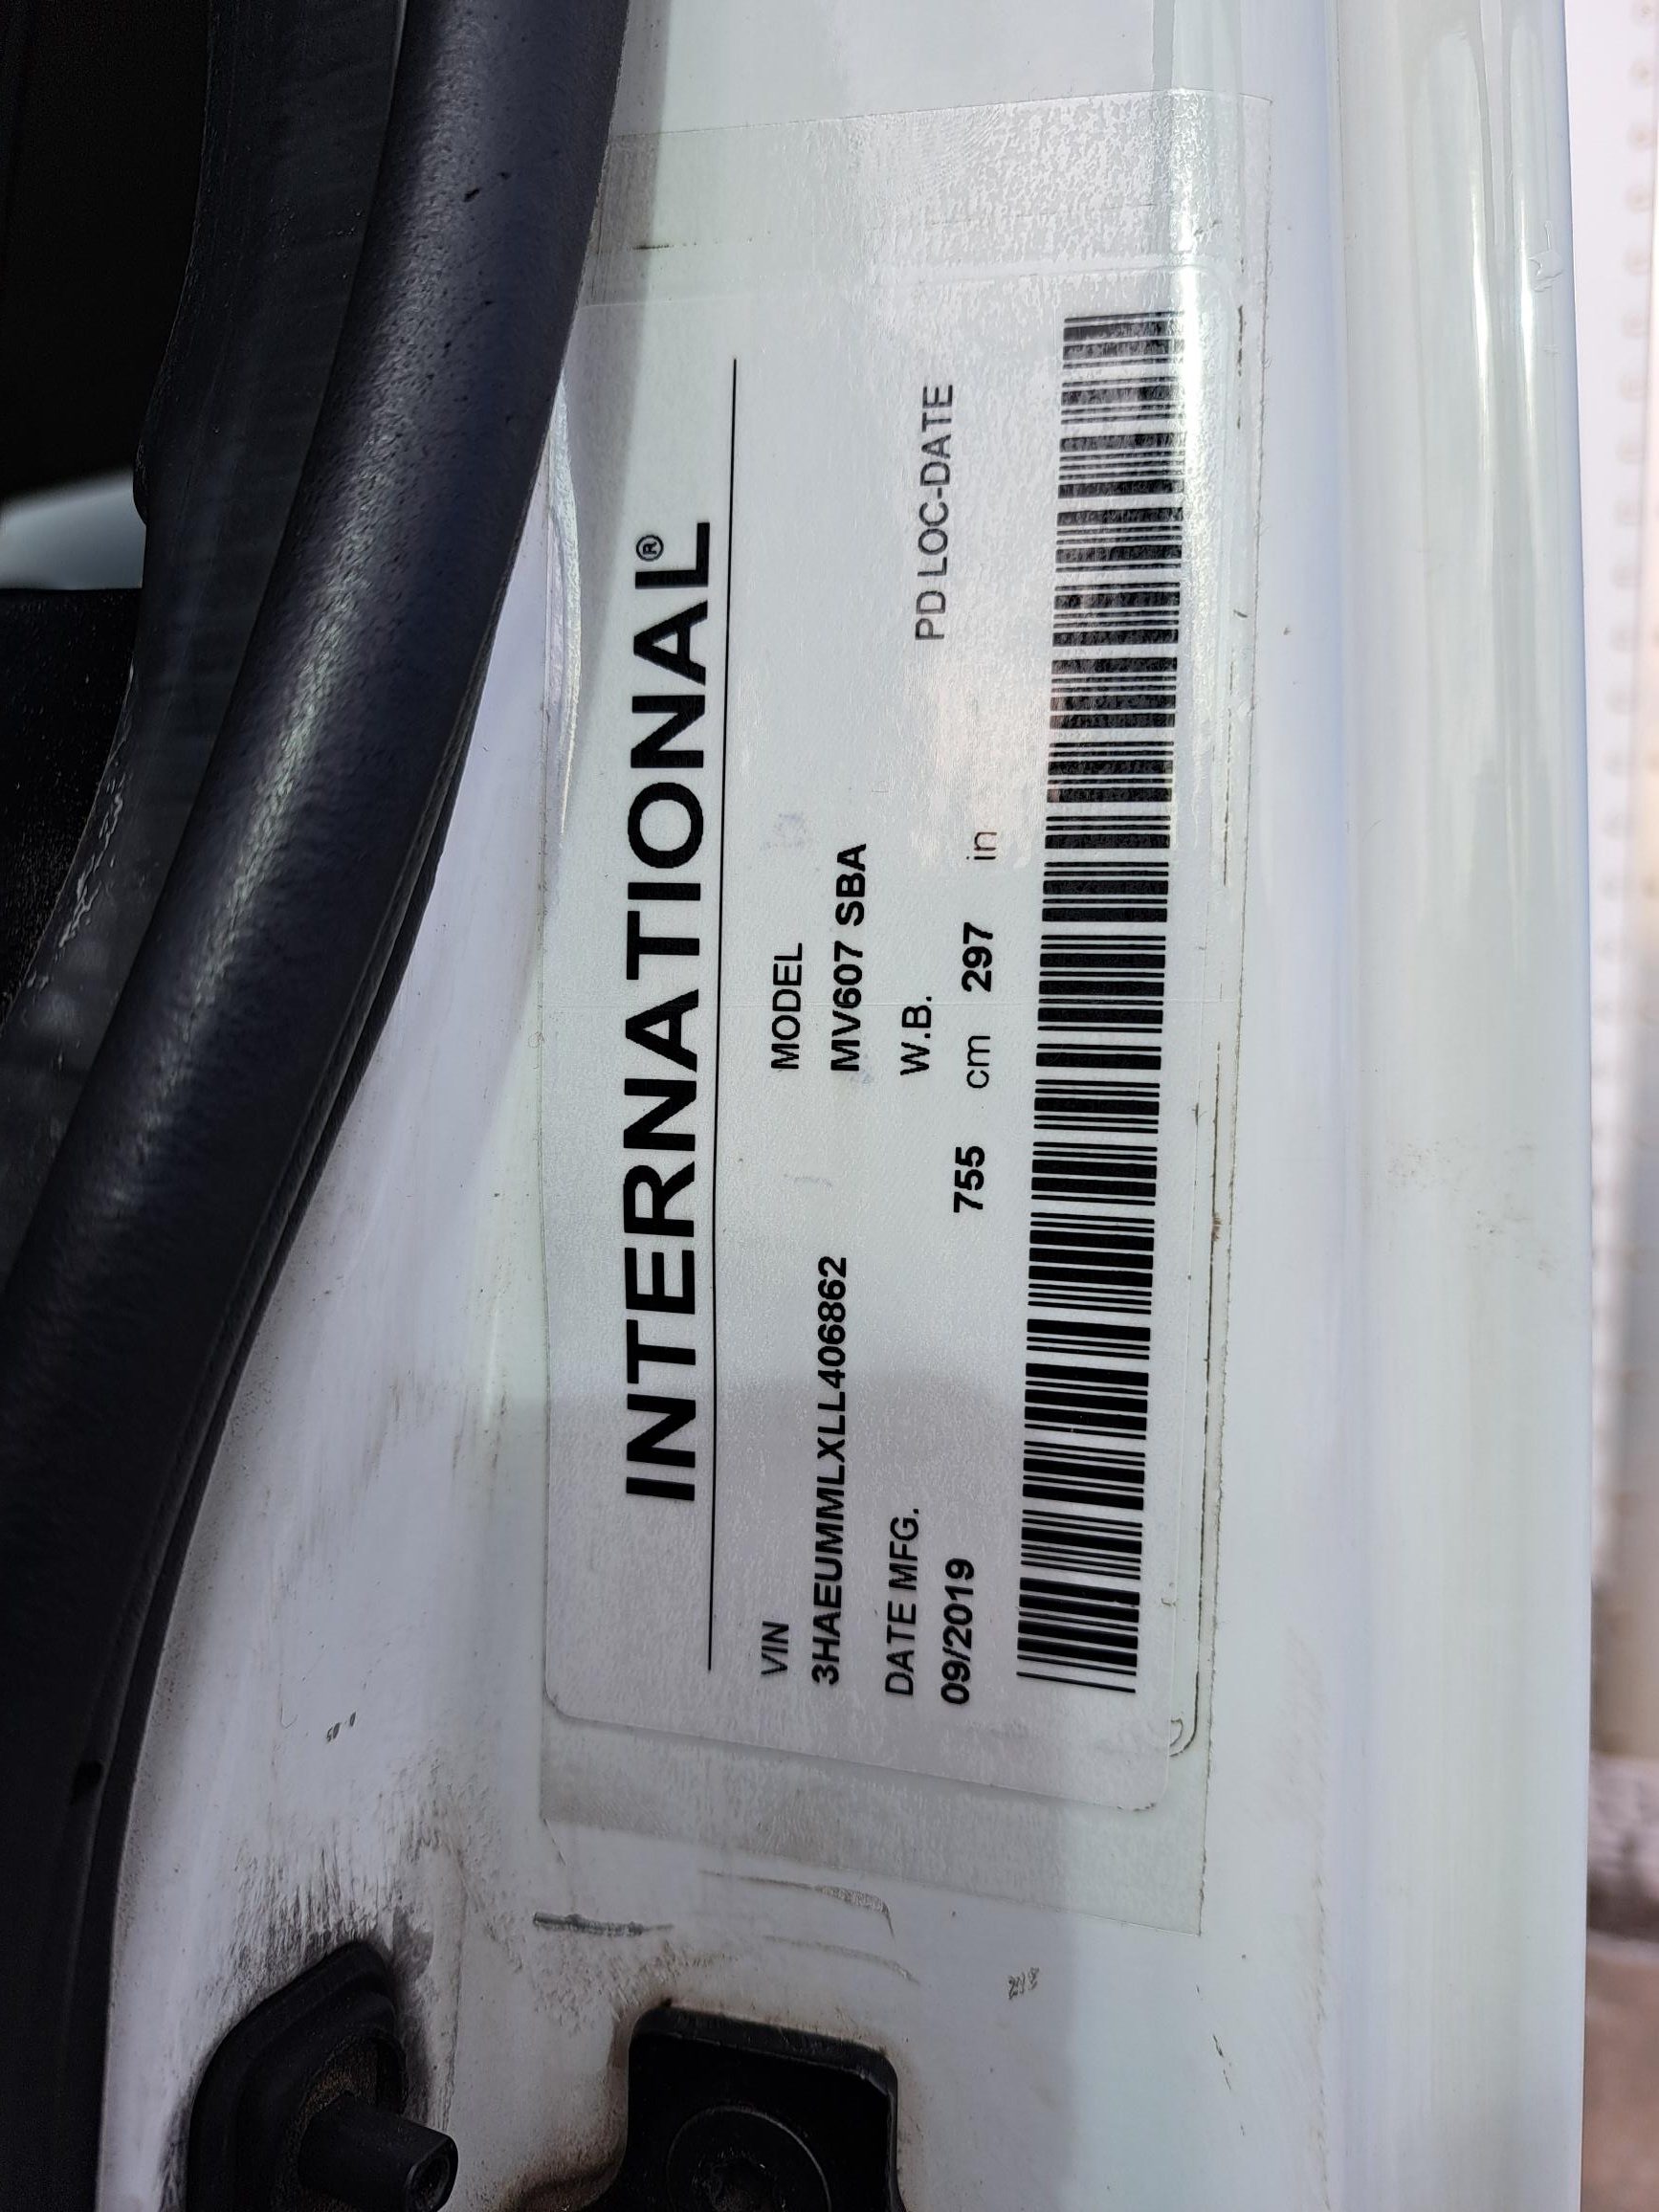 INTERNATIONAL®
VIN
3HAEUMMLXLL406862
MODEL
MV607 SBA
DATE MFG.
09/2019
W.B.
755 cm 297 in
PD LOC-DATE